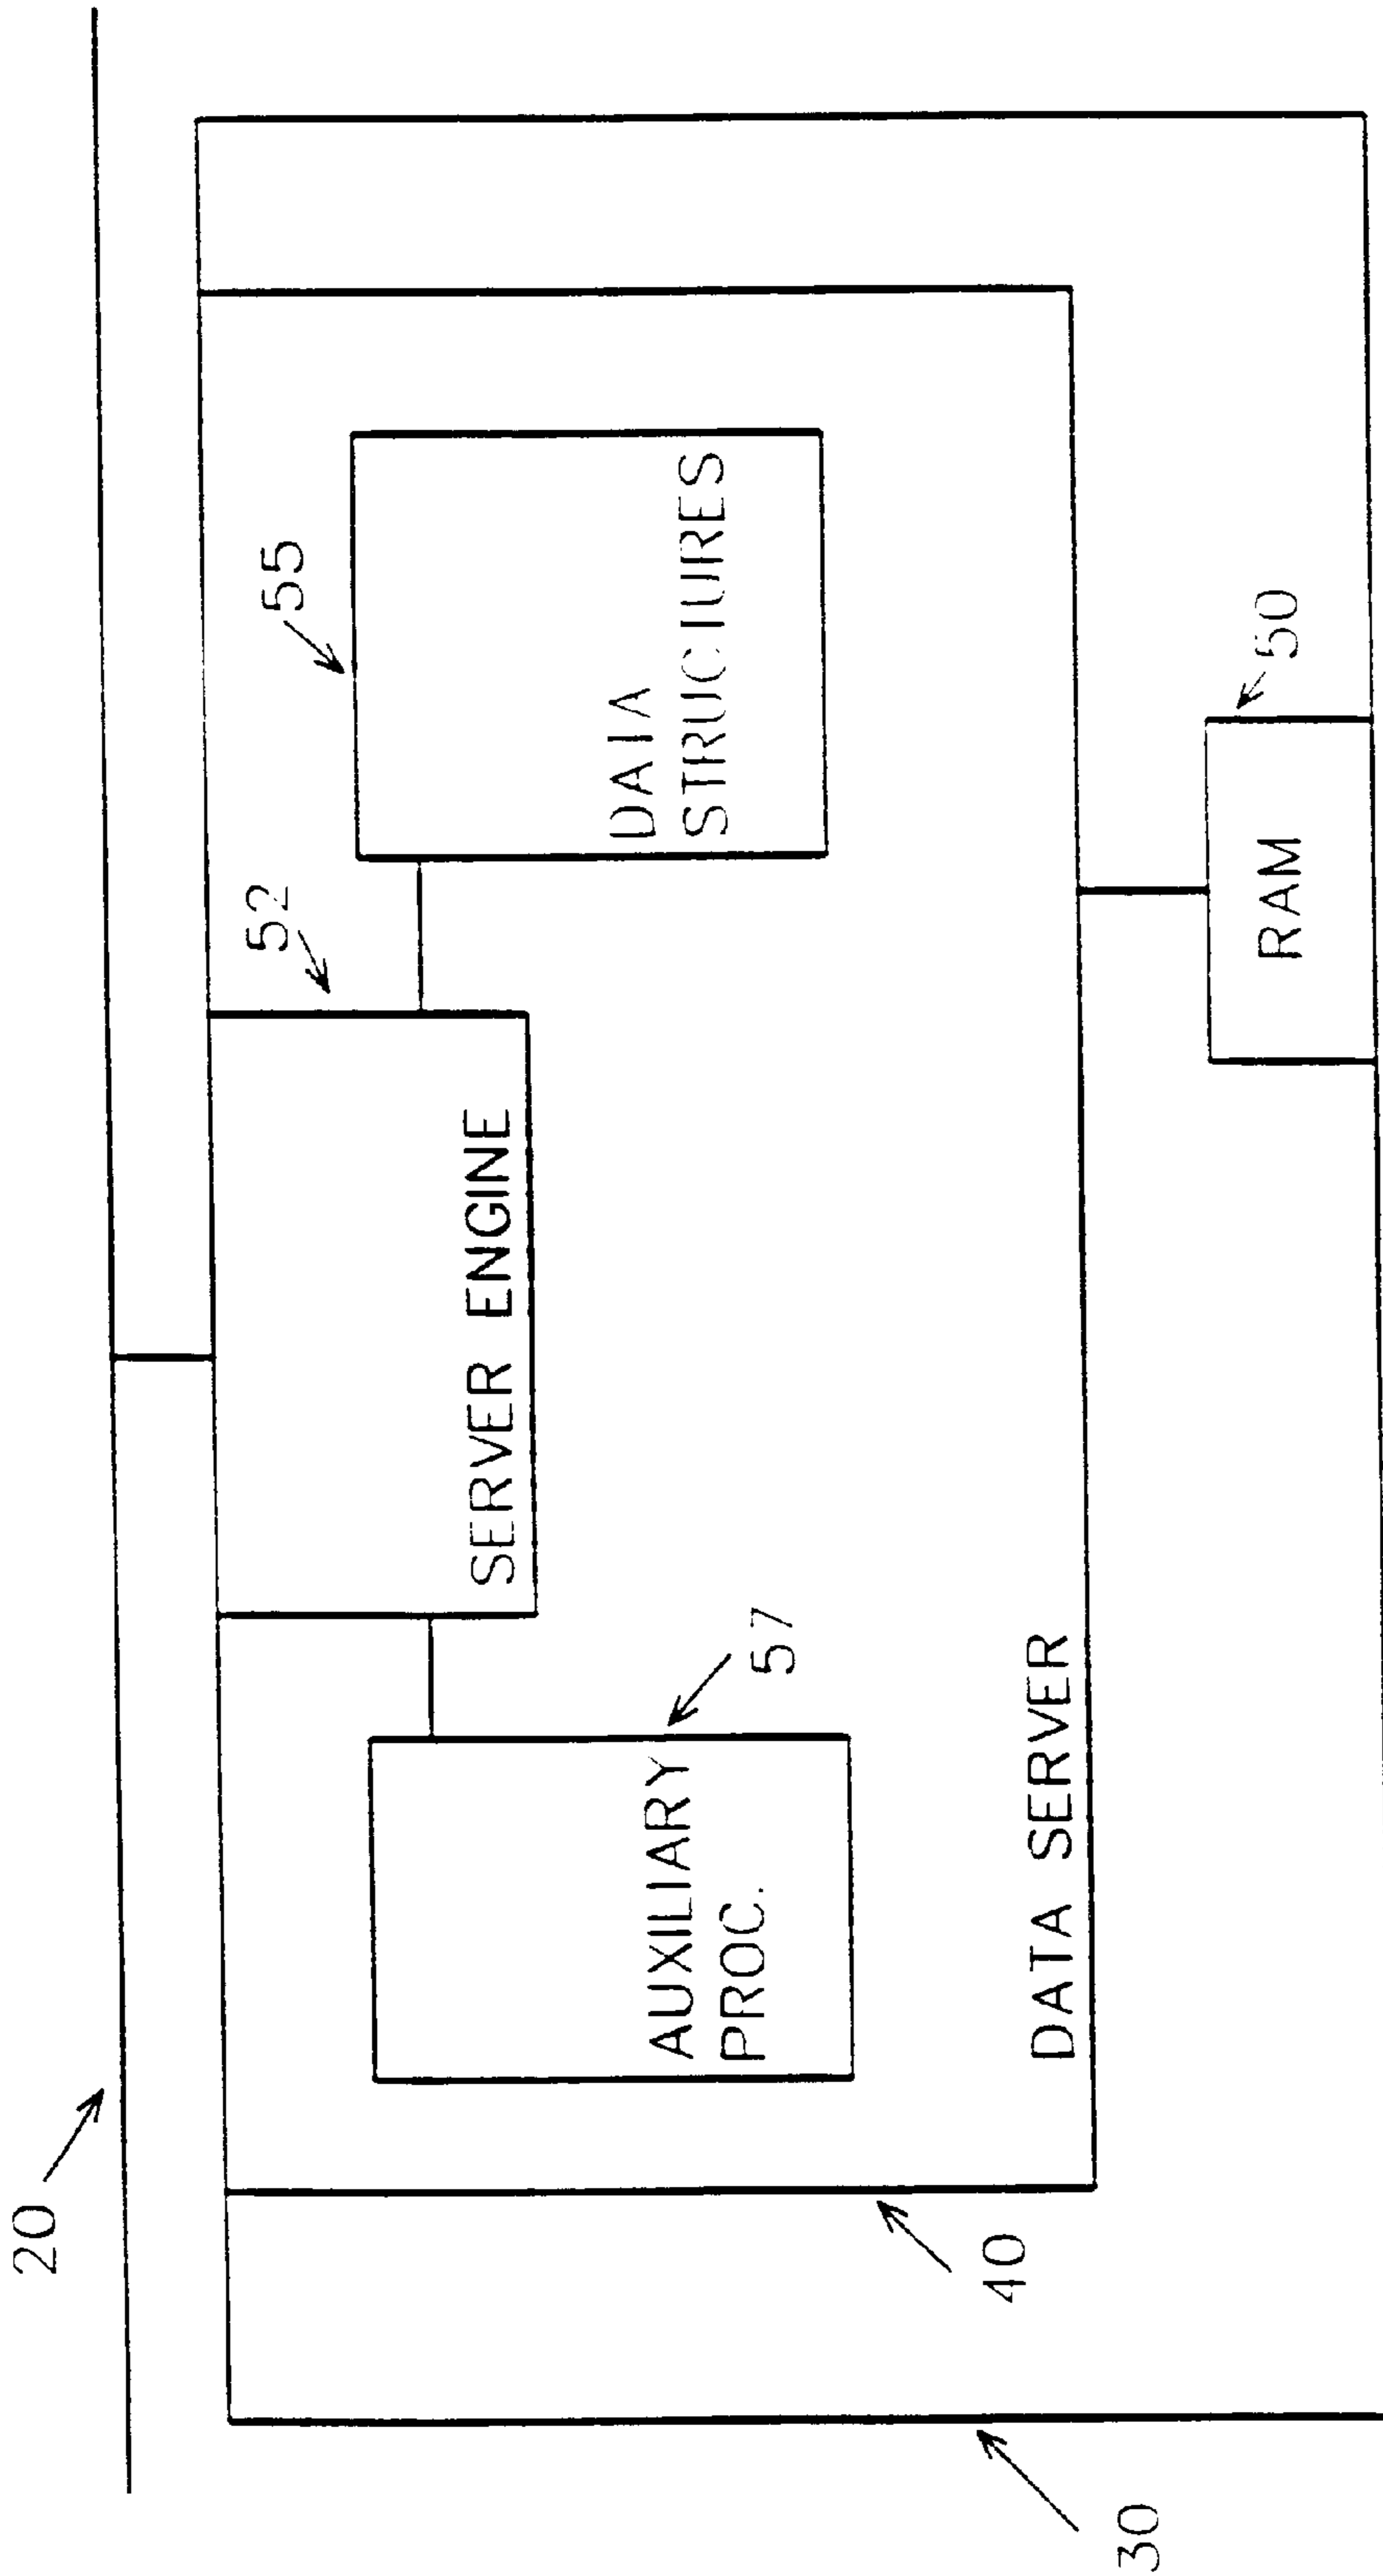 20
52
55
SERVER ENGINE
DATA
STRUCTURES
AUXILIARY
PROC.
57
DATA SERVER
40
50
RAM
30